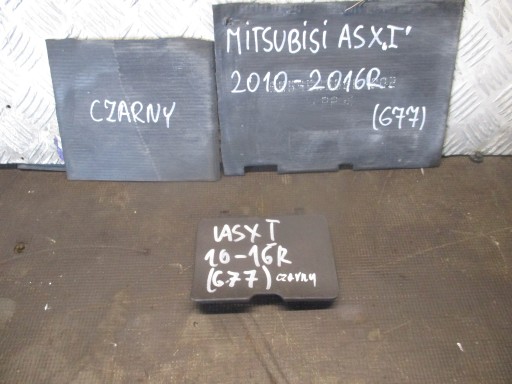 CZARNY
MITSUBISI ASX„I"
2010-2016R
(677)
ASX I
10-16R
(677) CZARNY